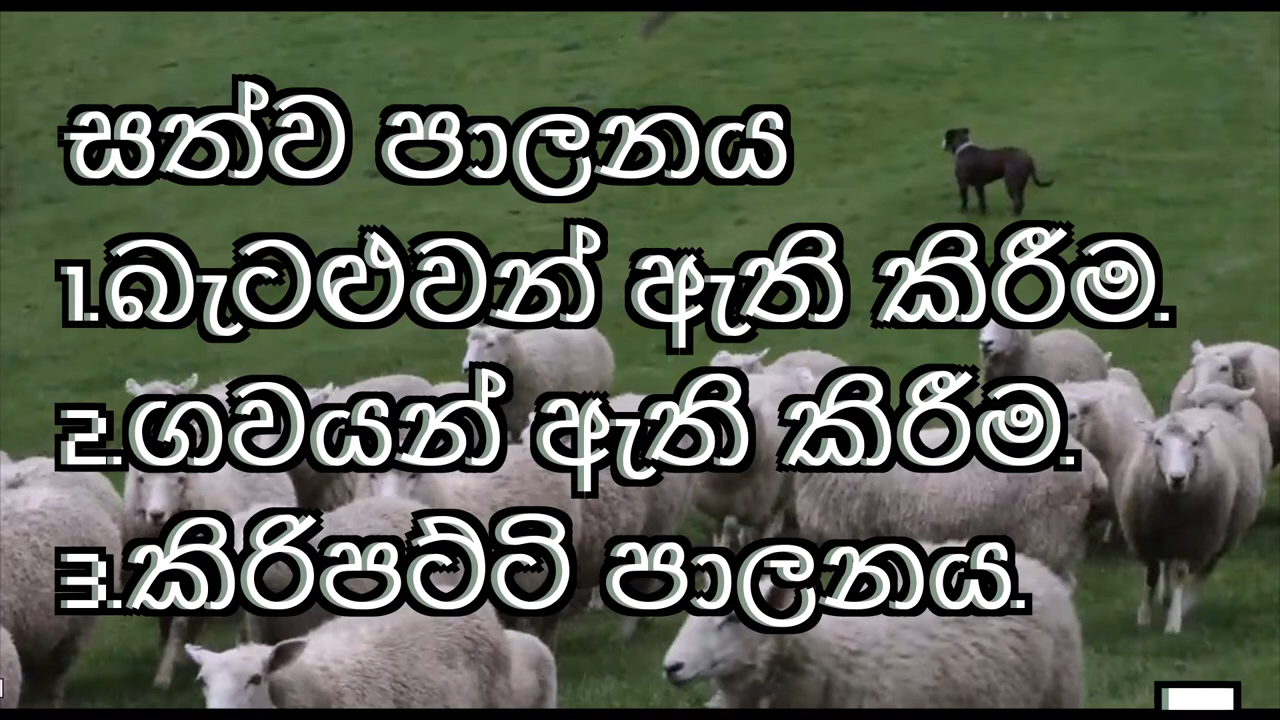 සත්ව පාලනය
1.බැටළුවන් ඇති කිරීම.
2.ගවයන් ඇති කිරීම.
3.කිරිපට්ටි පාලනය.